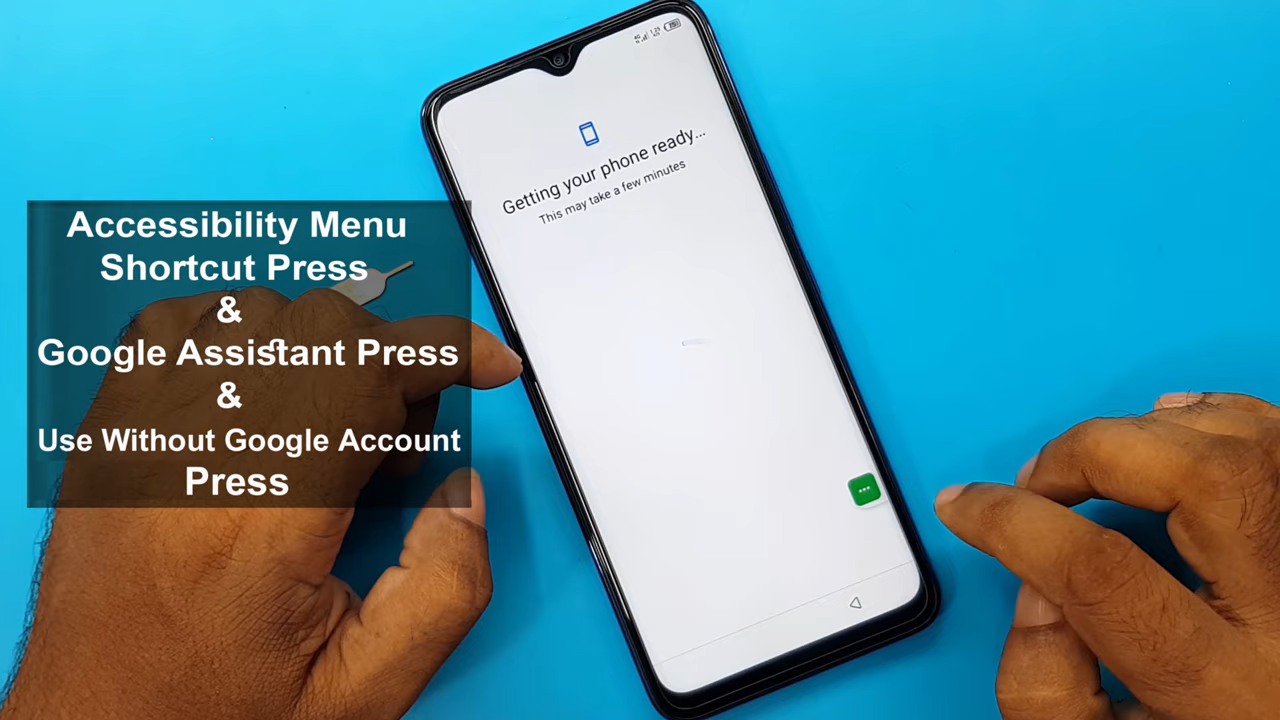 Getting your phone ready...
This may take a few minutes
Accessibility Menu
Shortcut Press
&
Google Assistant Press
&
Use Without Google Account
Press